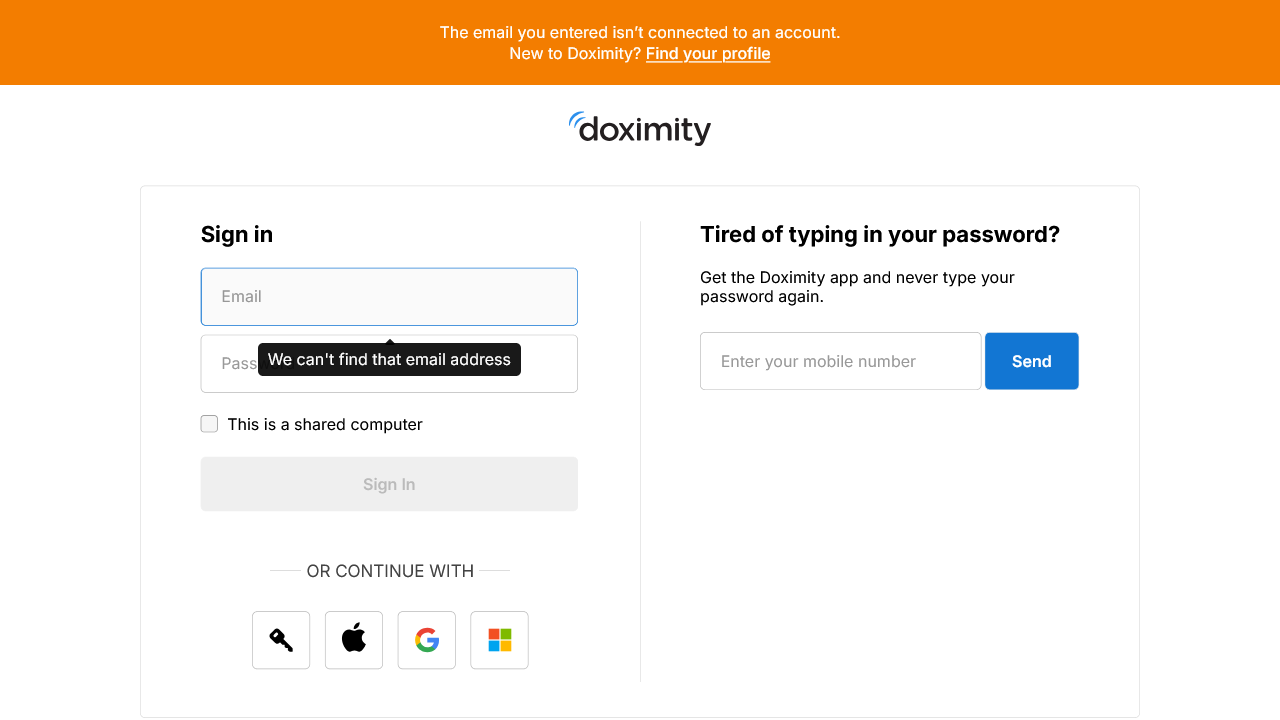 The email you entered isn’t connected to an account.
New to Doximity? Find your profile
doximity
Sign in
Email
We can't find that email address
Pass
This is a shared computer
Sign In
OR CONTINUE WITH
Tired of typing in your password?
Get the Doximity app and never type your
password again.
Enter your mobile number
Send